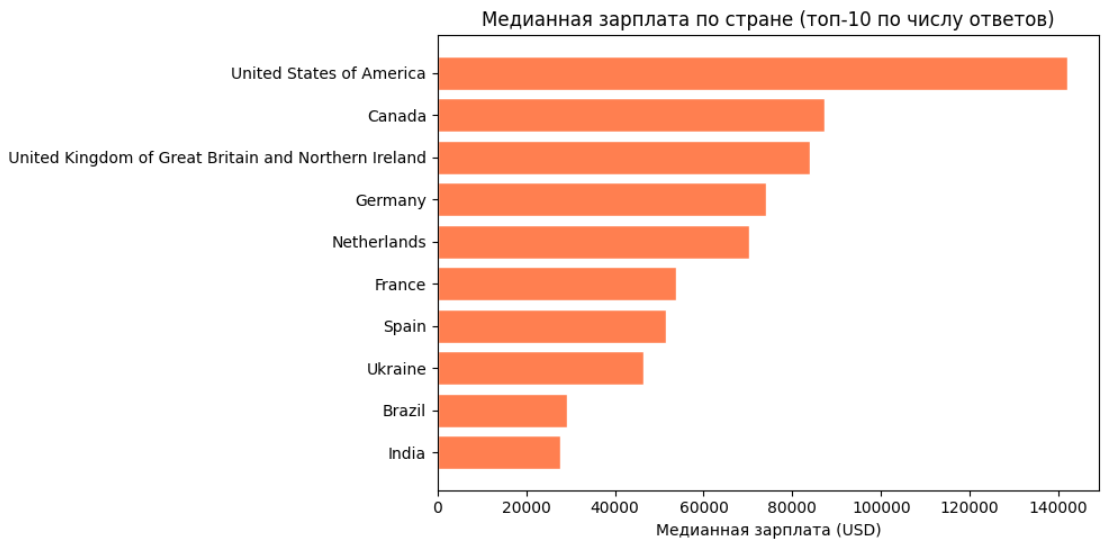 Медианная зарплата по стране (топ-10 по числу ответов)
United States of America
Canada
United Kingdom of Great Britain and Northern Ireland
Germany
Netherlands
France
Spain
Ukraine
Brazil
India
0 20000 40000 60000 80000 100000 120000 140000
Медианная зарплата (USD)